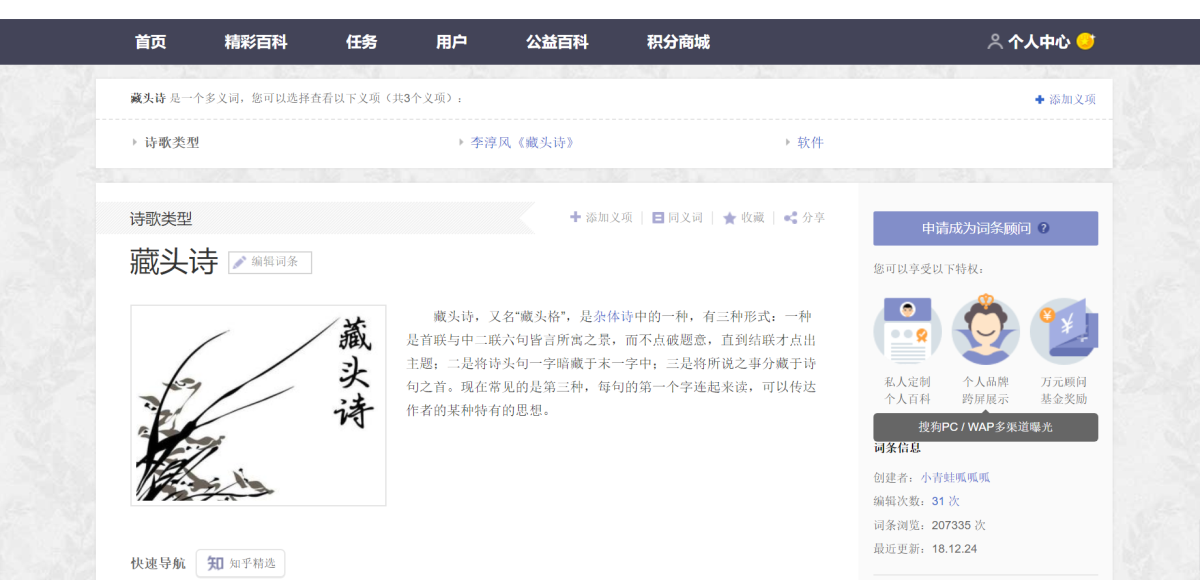 首页 精彩百科 任务 用户 公益百科 积分商城 个人中心
藏头诗 是一个多义词，您可以选择查看以下义项（共3个义项）： 添加义项
诗歌类型 李淳风《藏头诗》 软件
诗歌类型 添加义项 同义词 收藏 分享
藏头诗 编辑词条
藏头诗
藏头诗，又名“藏头格”，是杂体诗中的一种，有三种形式：一种
是首联与中二联六句皆言所寓之景，而不点破题意，直到结联才点出
主题；二是将诗头句一字暗藏于末一字中；三是将所说之事分藏于诗
句之首。现在常见的是第三种，每句的第一个字连起来读，可以传达
作者的某种特有的思想。
快速导航 知 知乎精选
申请成为词条顾问 ?
您可以享受以下特权：
私人定制 个人品牌 万元顾问
个人百科 跨屏展示 基金奖励
搜狗PC / WAP多渠道曝光
词条信息
创建者：小青蛙呱呱呱
编辑次数：31 次
词条浏览：207335 次
最近更新：18.12.24